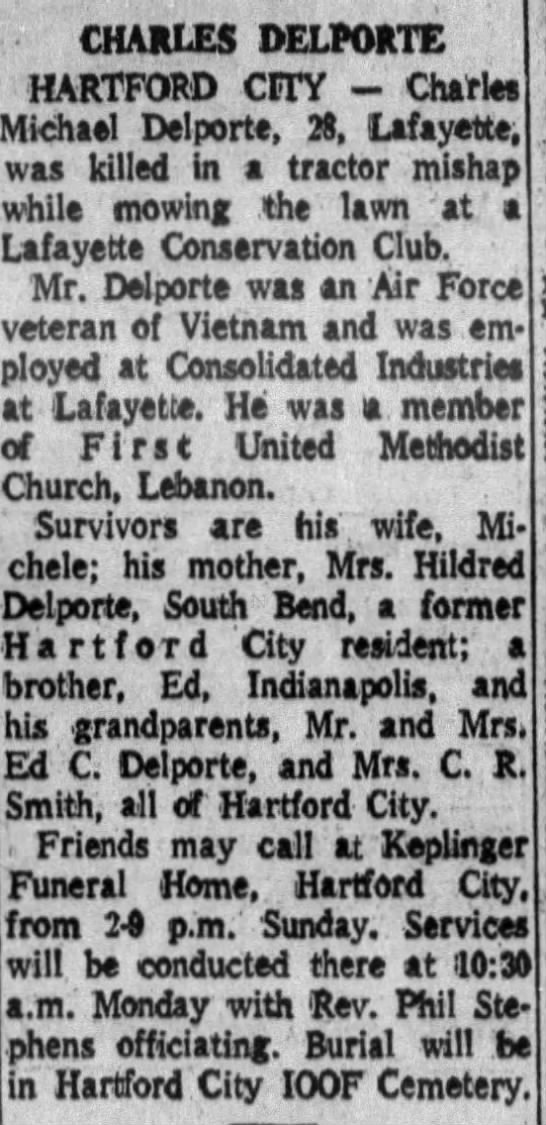 CHARLES DELPORTE
HARTFORD CITY — Charles
Michael Delporte, 28, Lafayette,
was killed in a tractor mishap
while mowing the lawn at a
Lafayette Conservation Club.
Mr. Delporte was an Air Force
veteran of Vietnam and was em-
ployed at Consolidated Industries
at Lafayette. He was a member
of First United Methodist
Church, Lebanon.
Survivors are his wife, Mi-
chele; his mother, Mrs. Hildred
Delporte, South Bend, a former
Hartford City resident; a
brother, Ed, Indianapolis, and
his grandparents, Mr. and Mrs.
Ed C. Delporte, and Mrs. C. R.
Smith, all of Hartford City.
Friends may call at Keplinger
Funeral Home, Hartford City,
from 2-9 p.m. Sunday. Services
will be conducted there at 10:30
a.m. Monday with Rev. Phil Ste-
phens officiating. Burial will be
in Hartford City IOOF Cemetery.